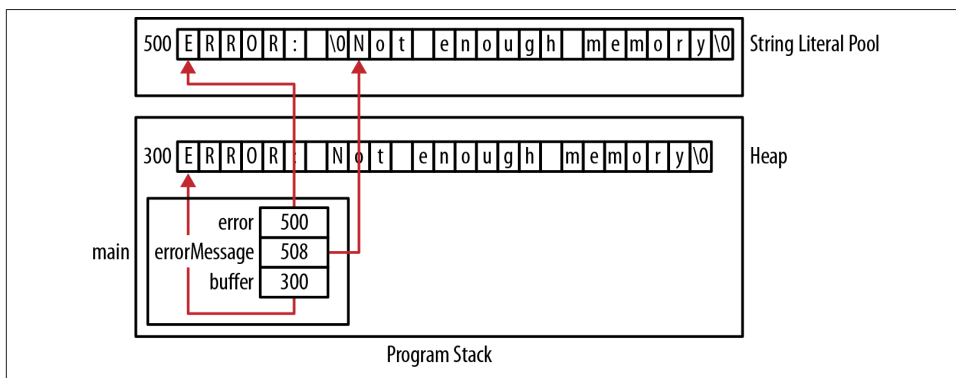 500 E R R O R : \0 N o t e n o u g h m e m o r y \0 String Literal Pool
300 E R R O R : N o t e n o u g h m e m o r y \0 Heap
error 500
main errorMessage 508
buffer 300
Program Stack